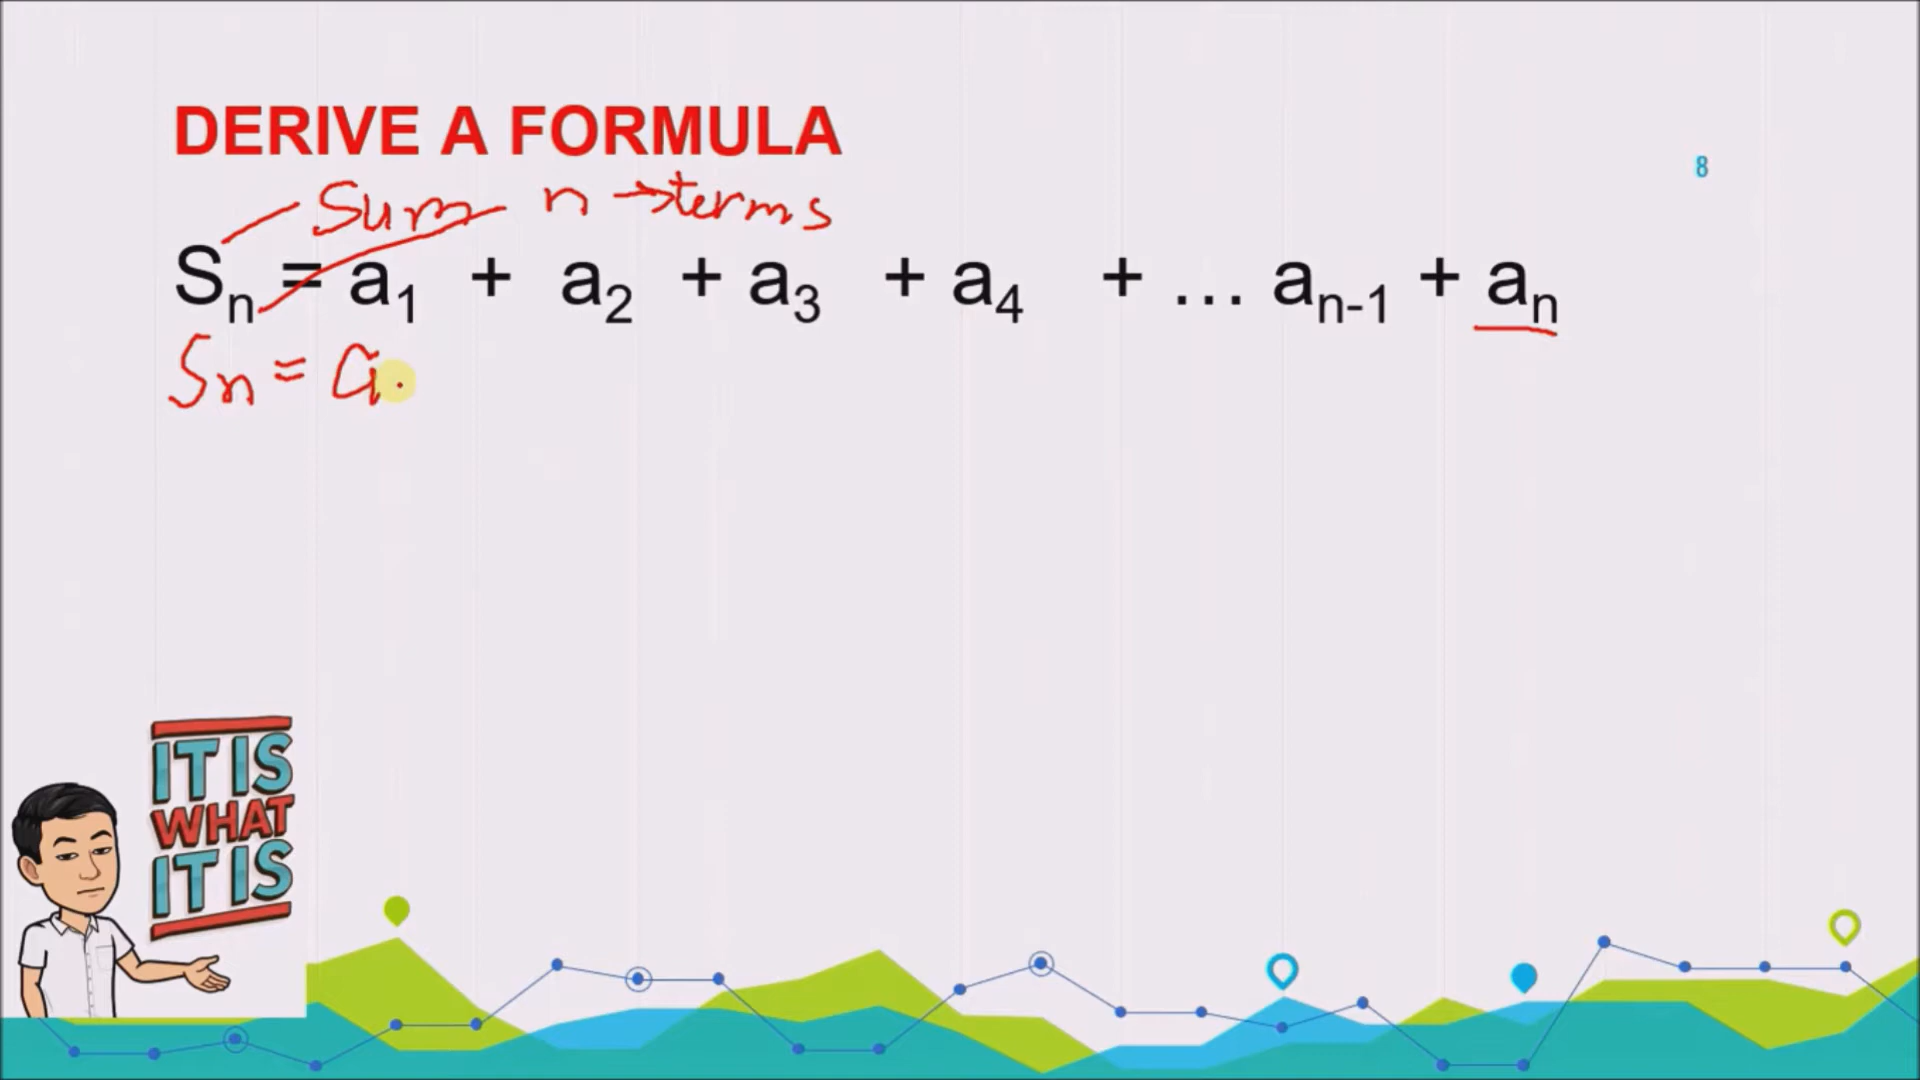 DERIVE A FORMULA
8
Sum n → terms
Sₙ = a₁ + a₂ + a₃ + a₄ + ... aₙ₋₁ + aₙ
Sn = a
IT IS
WHAT
IT IS